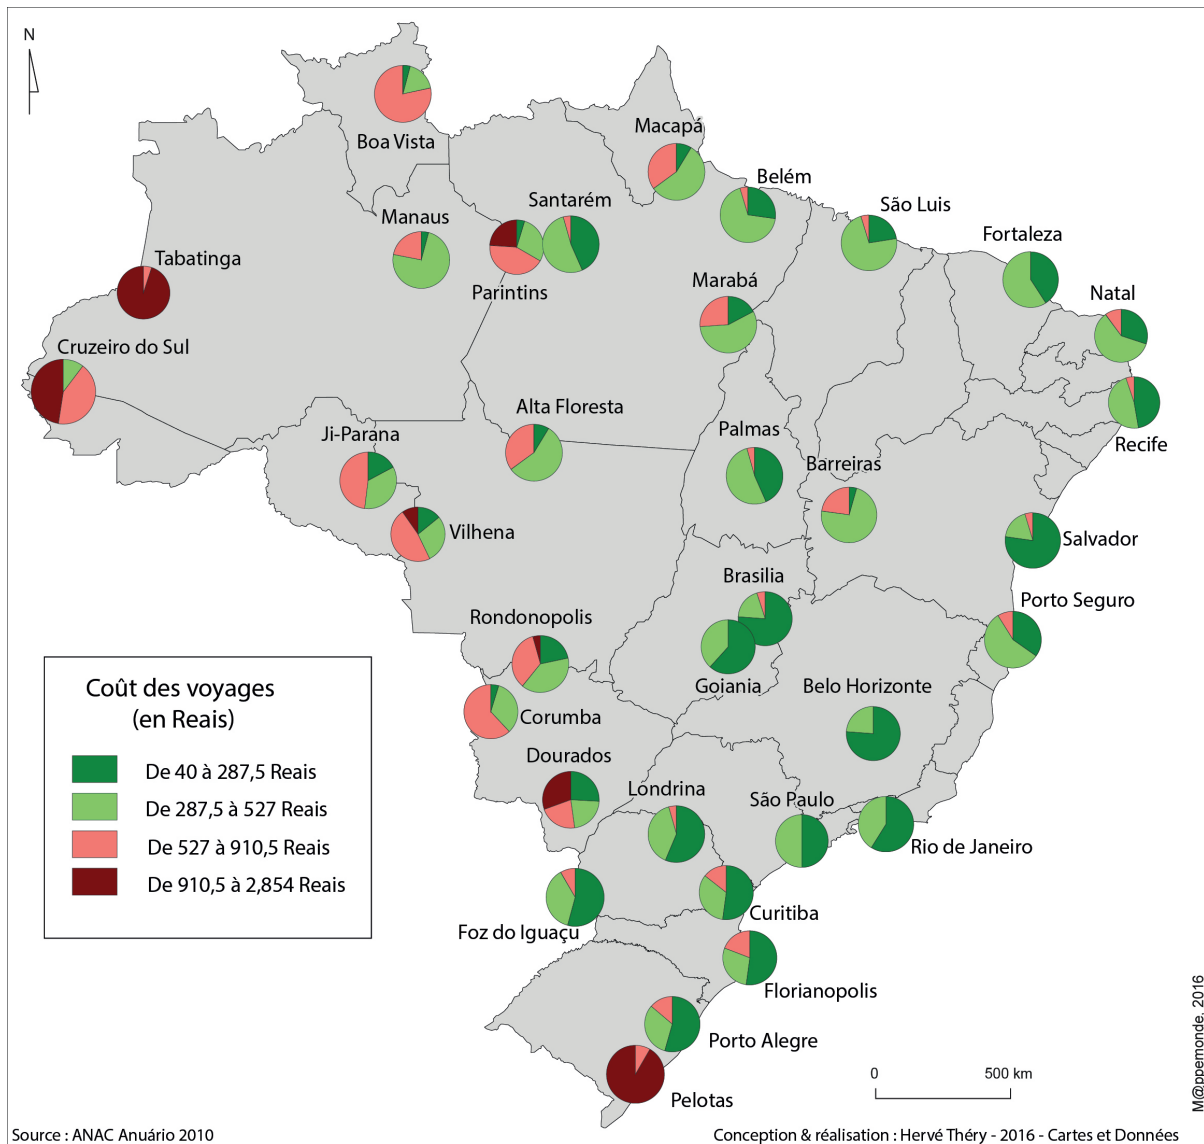 N
Boa Vista
Macapá
Belém
Santarém
São Luis
Manaus
Fortaleza
Tabatinga
Parintins
Marabá
Natal
Cruzeiro do Sul
Alta Floresta
Ji-Parana
Palmas
Recife
Barreiras
Vilhena
Salvador
Brasilia
Porto Seguro
Rondonopolis
Goiania
Belo Horizonte
Corumba
Dourados
Londrina
São Paulo
Rio de Janeiro
Curitiba
Foz do Iguaçu
Florianopolis
Porto Alegre
Pelotas
Coût des voyages
(en Reais)
De 40 à 287,5 Reais
De 287,5 à 527 Reais
De 527 à 910,5 Reais
De 910,5 à 2,854 Reais
0 500 km
M@ppemonde, 2016
Source : ANAC Anuário 2010
Conception & réalisation : Hervé Théry - 2016 - Cartes et Données